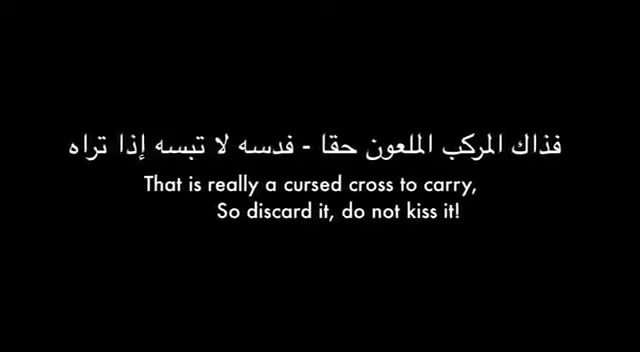 فذاك المركب الملعون حقا - فدسه لا تبسه إذا تراه
That is really a cursed cross to carry,
So discard it, do not kiss it!